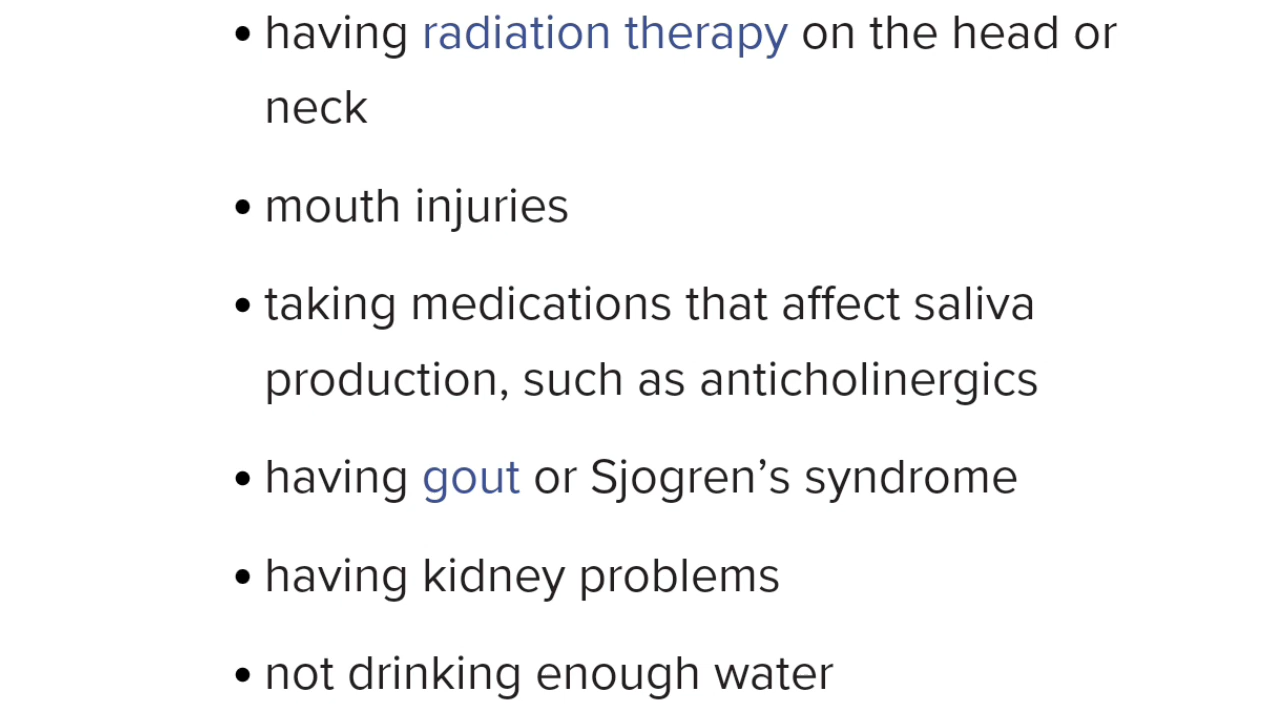 • having radiation therapy on the head or
neck
• mouth injuries
• taking medications that affect saliva
production, such as anticholinergics
• having gout or Sjogren’s syndrome
• having kidney problems
• not drinking enough water